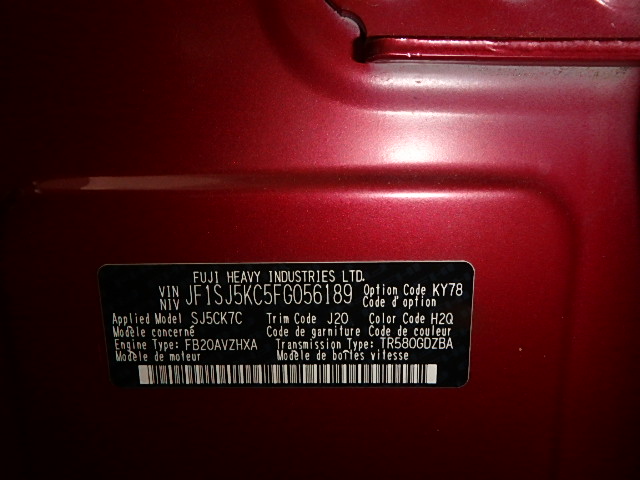 FUJI HEAVY INDUSTRIES LTD.
VIN NIV JF1SJ5KC5FG056189 Option Code KY78
Code d'option
Applied Model SJ5CK7C Trim Code J20 Color Code H2Q
Modèle concerné Code de garniture Code de couleur
Engine Type: FB20AVZHXA Transmission Type: TR580GDZBA
Modèle de moteur Modèle de boîtes vitesse